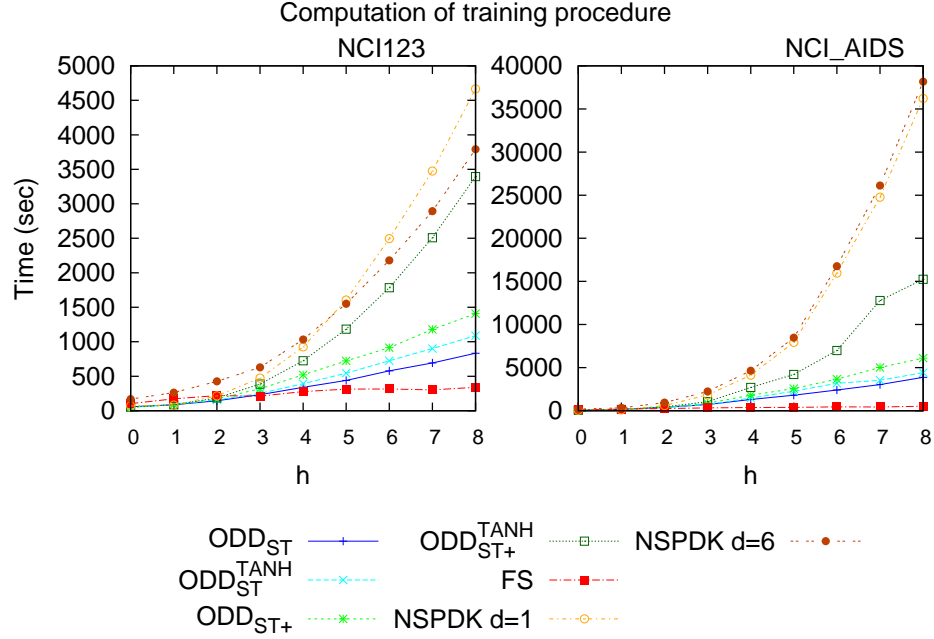 Computation of training procedure
NCI123
NCI_AIDS
Time (sec)
5000
4500
4000
3500
3000
2500
2000
1500
1000
500
0
0 1 2 3 4 5 6 7 8
h
40000
35000
30000
25000
20000
15000
10000
5000
0
0 1 2 3 4 5 6 7 8
h
ODD_ST
ODD_ST^TANH
ODD_ST+
ODD_ST+^TANH
FS
NSPDK d=1
NSPDK d=6